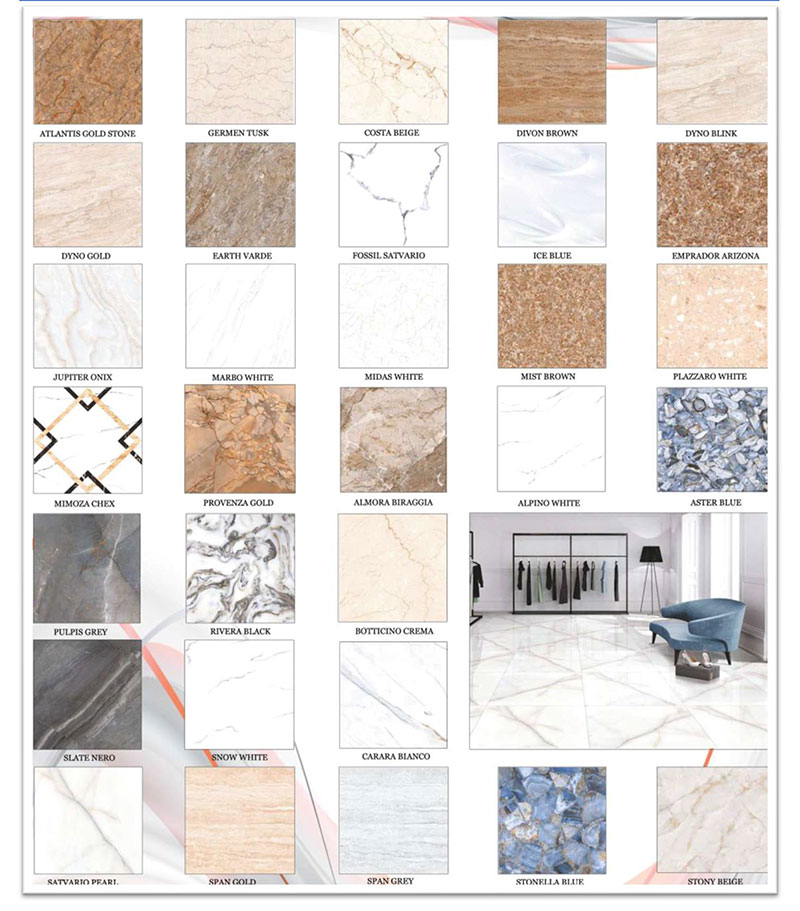 ATLANTIS GOLD STONE
GERMEN TUSK
COSTA BEIGE
DIVON BROWN
DYNO BLINK
DYNO GOLD
EARTH VARDE
FOSSIL SATVARIO
ICE BLUE
EMPRADOR ARIZONA
JUPITER ONIX
MARBO WHITE
MIDAS WHITE
MIST BROWN
PLAZZARO WHITE
MIMOZA CHEX
PROVENZA GOLD
ALMORA BIRAGGIA
ALPINO WHITE
ASTER BLUE
PULPIS GREY
RIVERA BLACK
BOTTICINO CREMA
SLATE NERO
SNOW WHITE
CARARA BIANCO
SATVARIO PEARL
SPAN GOLD
SPAN GREY
STONELLA BLUE
STONY BEIGE